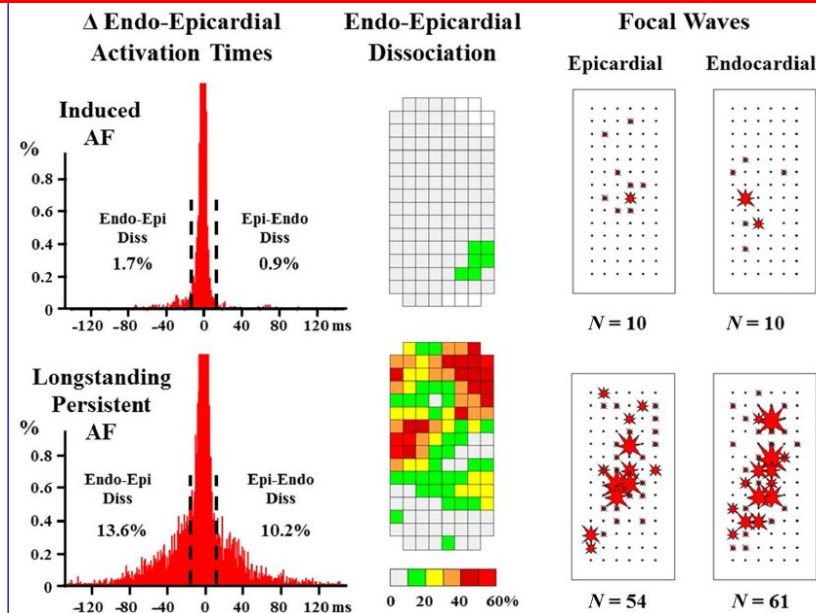 Δ Endo-Epicardial
Activation Times
Endo-Epicardial
Dissociation
Focal Waves
Epicardial
Endocardial
Induced
AF
%
0.8
0.6
0.4
0.2
0
Endo-Epi
Diss
1.7%
Epi-Endo
Diss
0.9%
-120 -80 -40 0 40 80 120 ms
N = 10
N = 10
Longstanding
Persistent
AF
%
0.8
0.6
0.4
0.2
0
Endo-Epi
Diss
13.6%
Epi-Endo
Diss
10.2%
-120 -80 -40 0 40 80 120 ms
0 20 40 60%
N = 54
N = 61